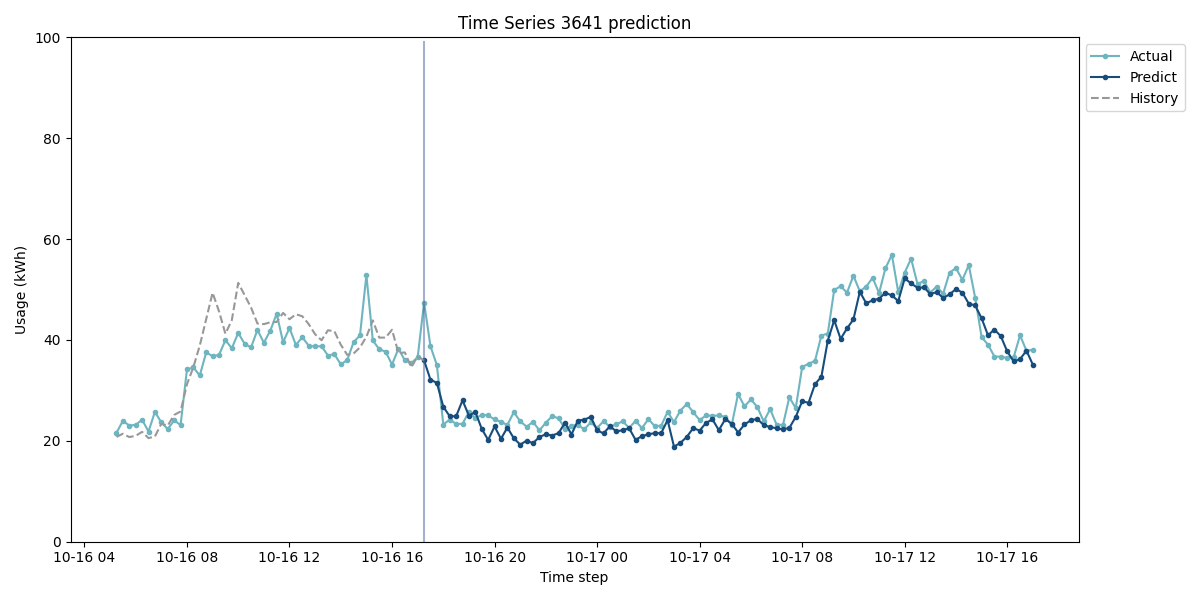 Time Series 3641 prediction
100
80
60
40
20
0
Usage (kWh)
10-16 04
10-16 08
10-16 12
10-16 16
10-16 20
10-17 00
10-17 04
10-17 08
10-17 12
10-17 16
Time step
Actual
Predict
History